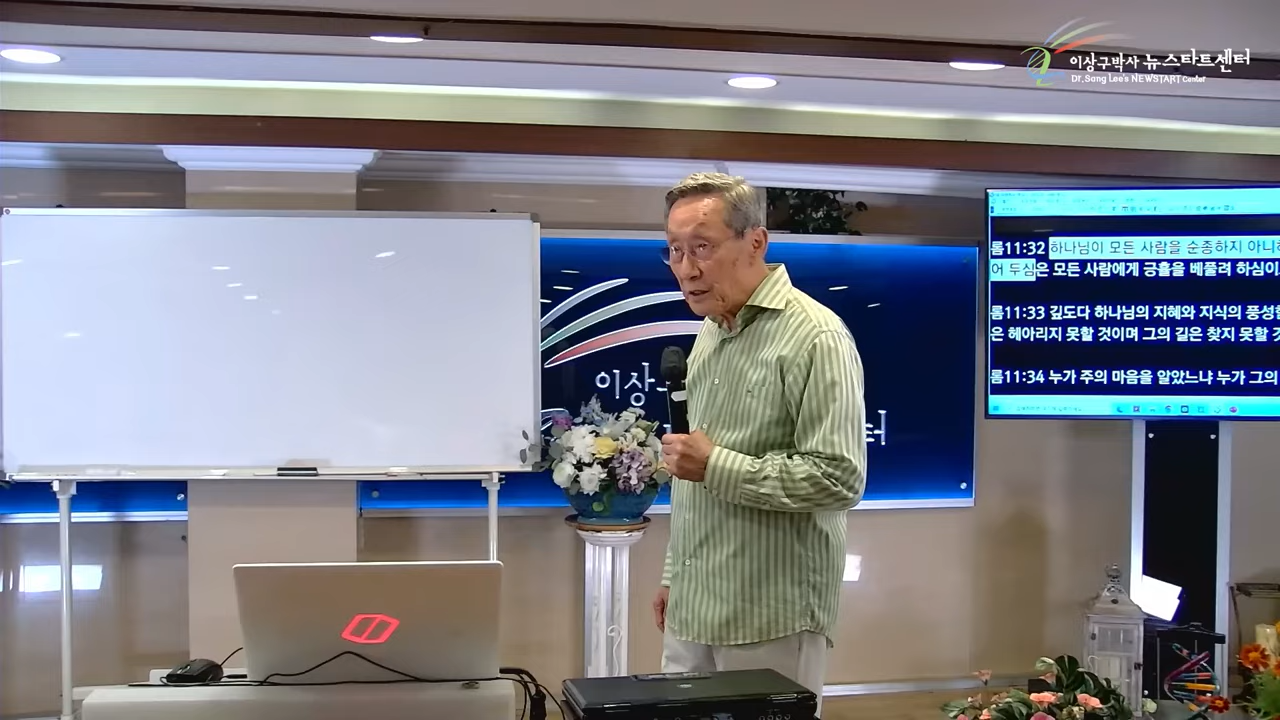 이상구박사 뉴스타트센터
Dr. Sang Lee's NEWSTART Center
이상
터
롬11:32 하나님이 모든 사람을 순종하지 아니하
어 두심은 모든 사람에게 긍휼을 베풀려 하심이
롬11:33 깊도다 하나님의 지혜와 지식의 풍성함
은 헤아리지 못할 것이며 그의 길은 찾지 못할 것
롬11:34 누가 주의 마음을 알았느냐 누가 그의